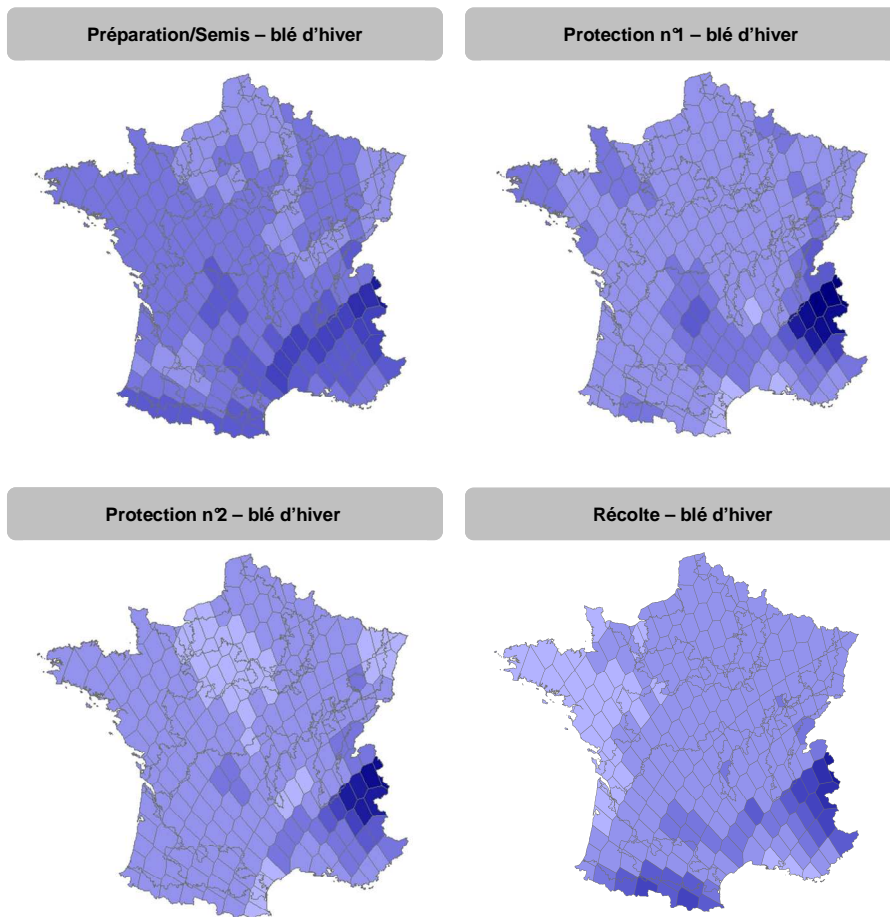 Préparation/Semis – blé d'hiver
Protection n°1 – blé d'hiver
Protection n°2 – blé d'hiver
Récolte – blé d'hiver